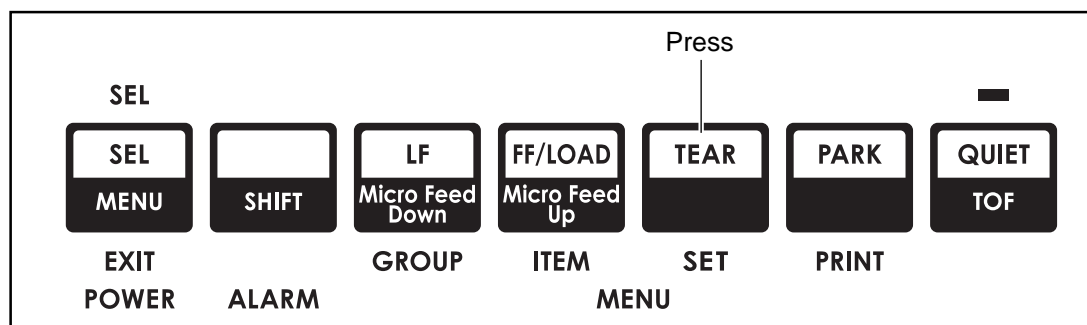 Press
SEL
SEL LF FF/LOAD TEAR PARK QUIET
MENU SHIFT Micro Feed Down Micro Feed Up TOF
EXIT GROUP ITEM SET PRINT
POWER ALARM MENU